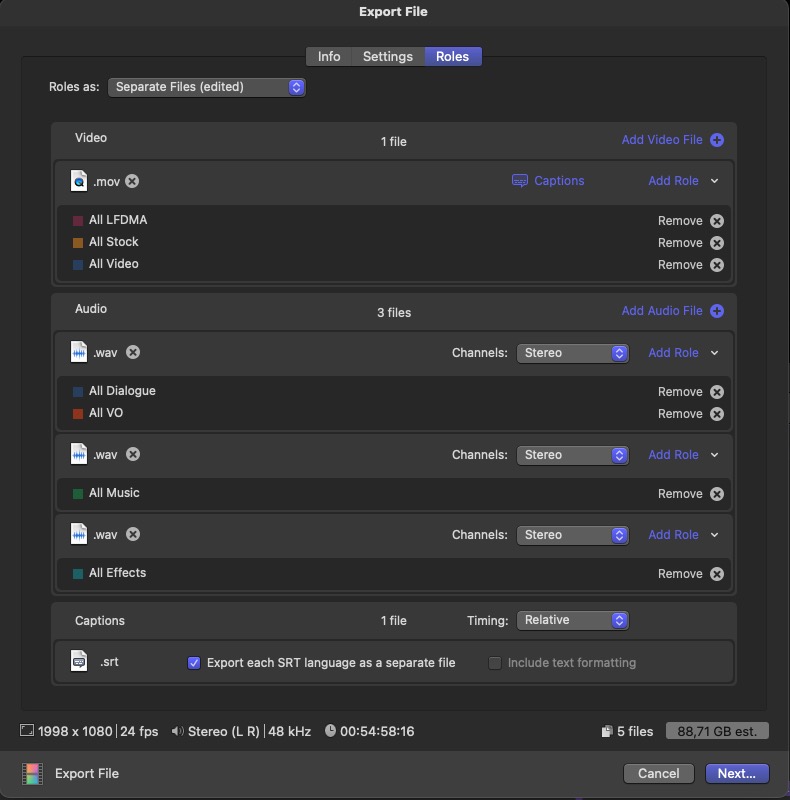 Export File
Info Settings Roles
Roles as: Separate Files (edited)
Video 1 file Add Video File
.mov Captions Add Role
All LFDMA Remove
All Stock Remove
All Video Remove
Audio 3 files Add Audio File
.wav Channels: Stereo Add Role
All Dialogue Remove
All VO Remove
.wav Channels: Stereo Add Role
All Music Remove
.wav Channels: Stereo Add Role
All Effects Remove
Captions 1 file Timing: Relative
.srt Export each SRT language as a separate file Include text formatting
1998 x 1080 | 24 fps Stereo (L R) | 48 kHz 00:54:58:16 5 files 88,71 GB est.
Export File Cancel Next...